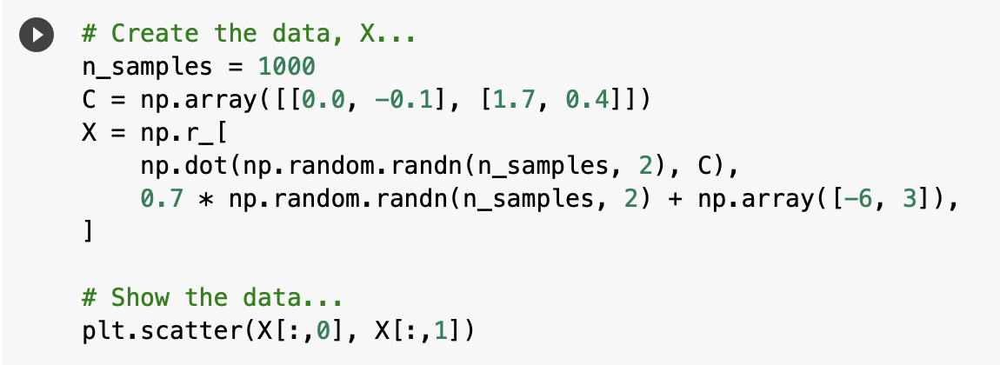 # Create the data, X...
n_samples = 1000
C = np.array([[0.0, -0.1], [1.7, 0.4]])
X = np.r_[
    np.dot(np.random.randn(n_samples, 2), C),
    0.7 * np.random.randn(n_samples, 2) + np.array([-6, 3]),
]

# Show the data...
plt.scatter(X[:,0], X[:,1])